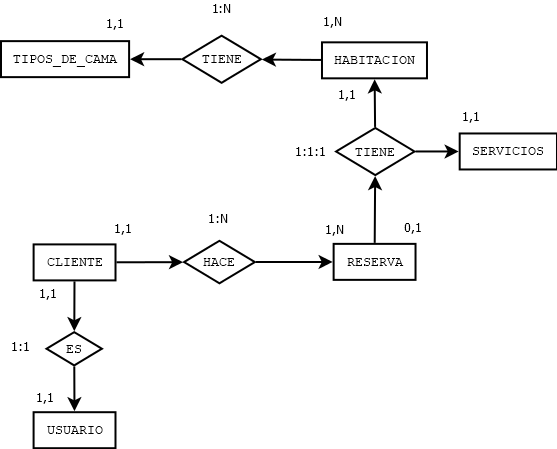 1:N
1,1
1,N
TIPOS_DE_CAMA
TIENE
HABITACION
1,1
1,1
1:1:1
TIENE
SERVICIOS
1:N
1,1
1,N
0,1
CLIENTE
HACE
RESERVA
1,1
1:1
ES
1,1
USUARIO